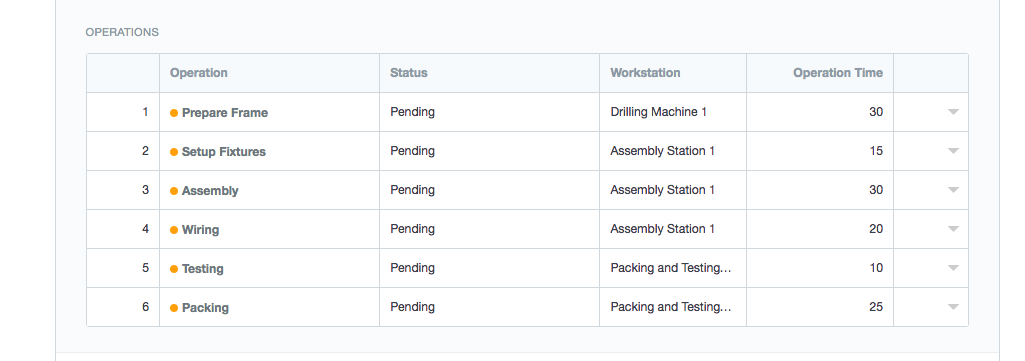 OPERATIONS
Operation Status Workstation Operation Time
1 Prepare Frame Pending Drilling Machine 1 30
2 Setup Fixtures Pending Assembly Station 1 15
3 Assembly Pending Assembly Station 1 30
4 Wiring Pending Assembly Station 1 20
5 Testing Pending Packing and Testing... 10
6 Packing Pending Packing and Testing... 25